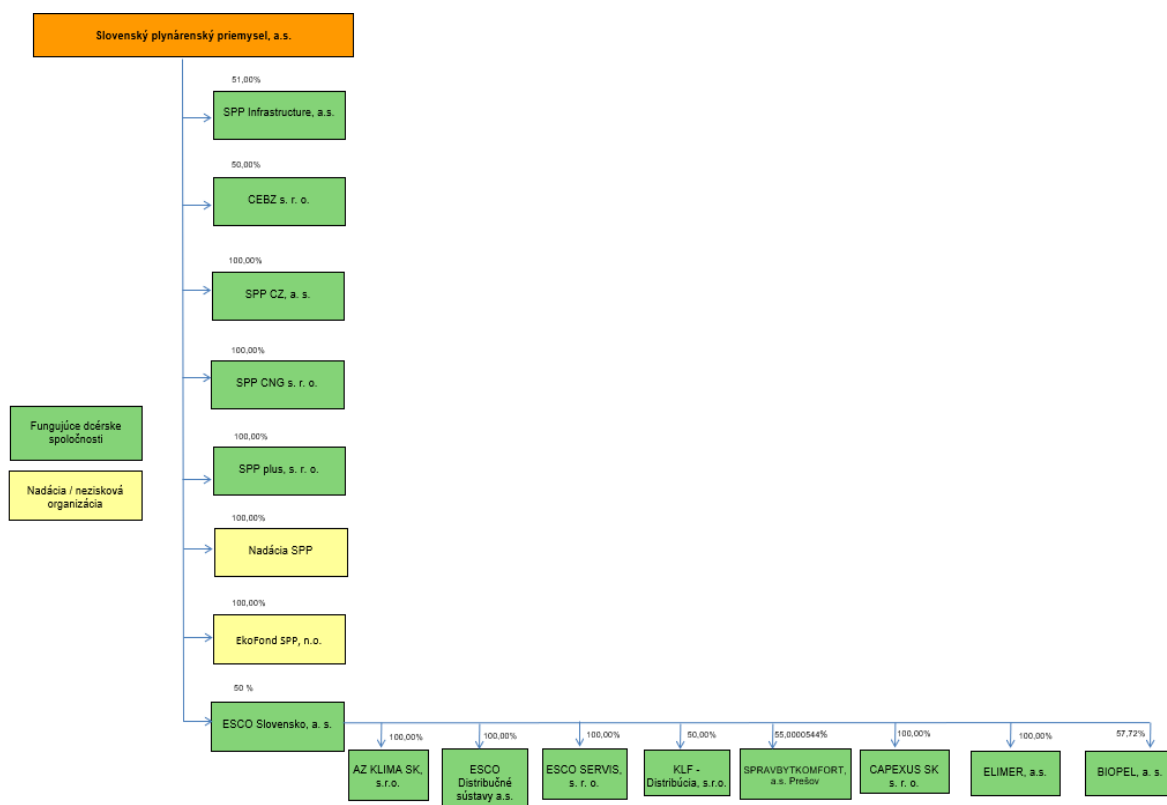 Slovenský plynárenský priemysel, a.s.
51,00%
SPP Infrastructure, a.s.
50,00%
CEBZ s. r. o.
100,00%
SPP CZ, a. s.
100,00%
SPP CNG s. r. o.
Fungujúce dcérske
spoločnosti
100,00%
SPP plus, s. r. o.
Nadácia / nezisková
organizácia
100,00%
Nadácia SPP
100,00%
EkoFond SPP, n.o.
50 %
ESCO Slovensko, a. s.
100,00%
AZ KLIMA SK,
s.r.o.
100,00%
ESCO
Distribučné
sústavy a.s.
100,00%
ESCO SERVIS,
s. r. o.
50,00%
KLF -
Distribúcia, s.r.o.
55,0000544%
SPRAVBYTKOMFORT,
a.s. Prešov
100,00%
CAPEXUS SK
s. r. o.
100,00%
ELIMER, a.s.
57,72%
BIOPEL, a. s.